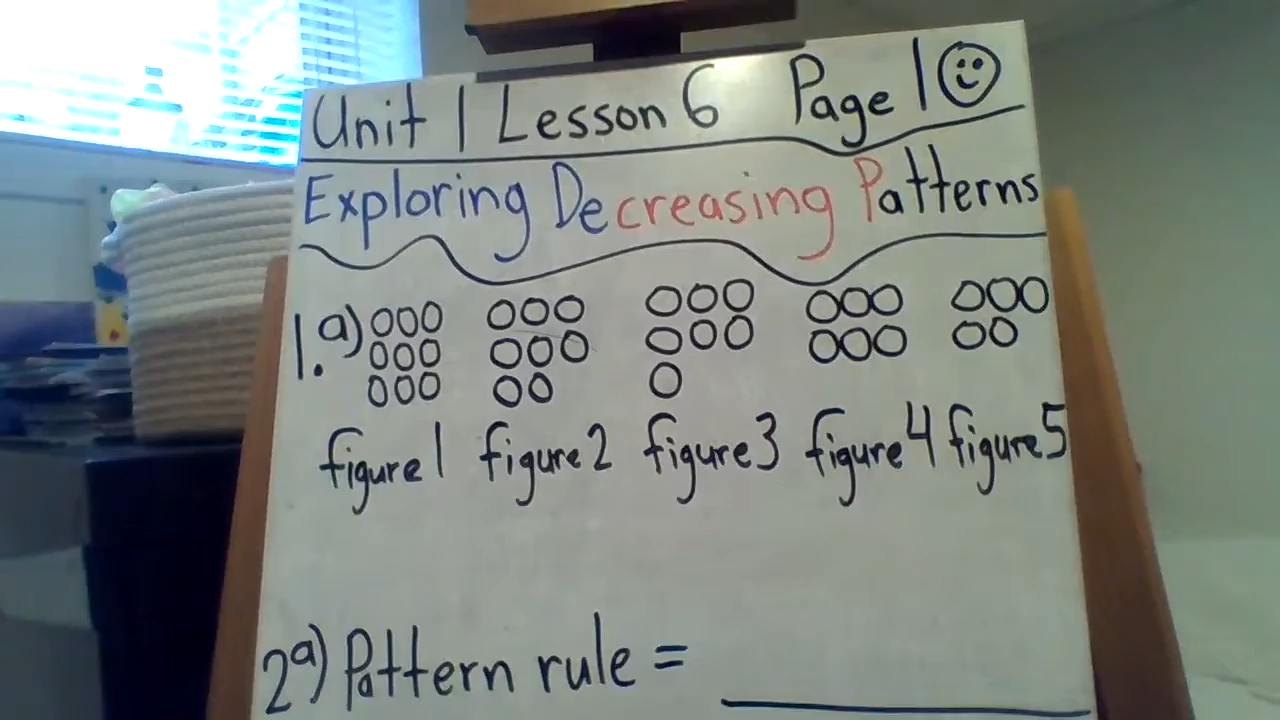 Unit 1 Lesson 6 Page 1
Exploring Decreasing Patterns
1.a)
figure 1 figure 2 figure 3 figure 4 figure 5
2a) Pattern rule =